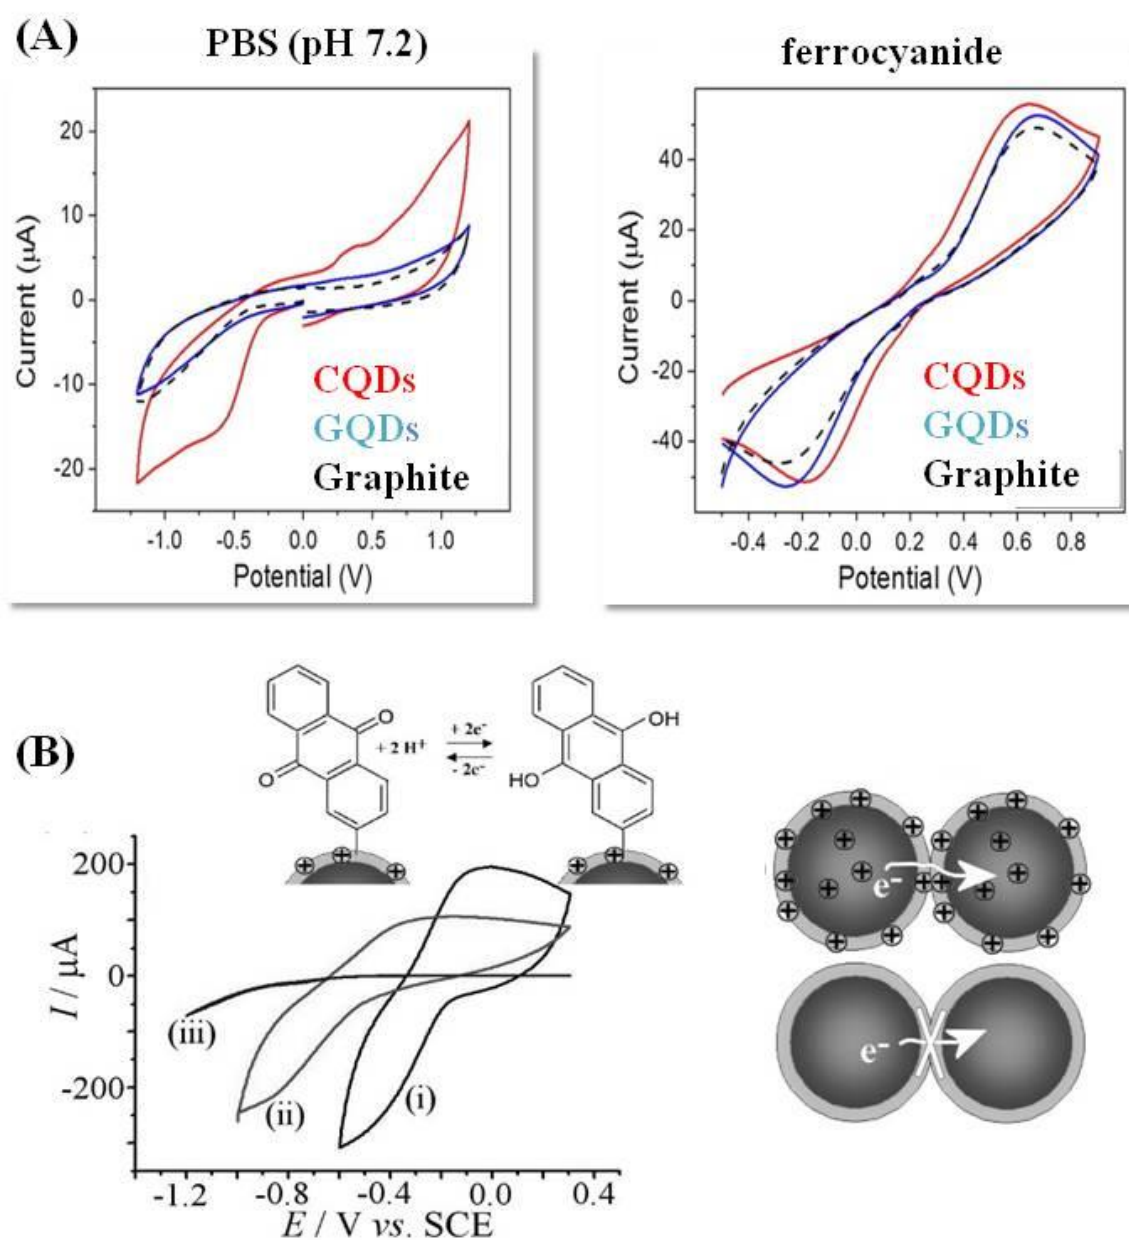 (A)
PBS (pH 7.2)
ferrocyanide
Current (µA)
20
10
0
-10
-20
CQDs
GQDs
Graphite
-1.0 -0.5 0.0 0.5 1.0
Potential (V)
Current (µA)
40
20
0
-20
-40
CQDs
GQDs
Graphite
-0.4 -0.2 0.0 0.2 0.4 0.6 0.8
Potential (V)
(B)
O
O
+ 2 H⁺
+ 2e⁻
- 2e⁻
OH
HO
+ + +
+ + +
I / µA
200
0
-200
(iii)
(ii)
(i)
-1.2 -0.8 -0.4 0.0 0.4
E / V vs. SCE
e⁻
e⁻